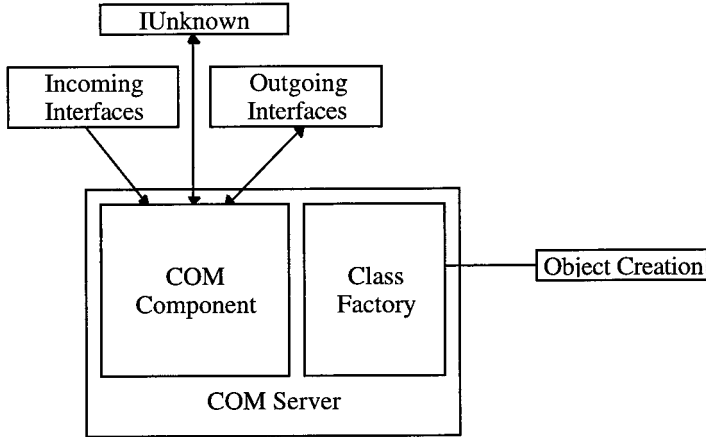 IUnknown
Incoming
Interfaces
Outgoing
Interfaces
COM
Component
Class
Factory
Object Creation
COM Server